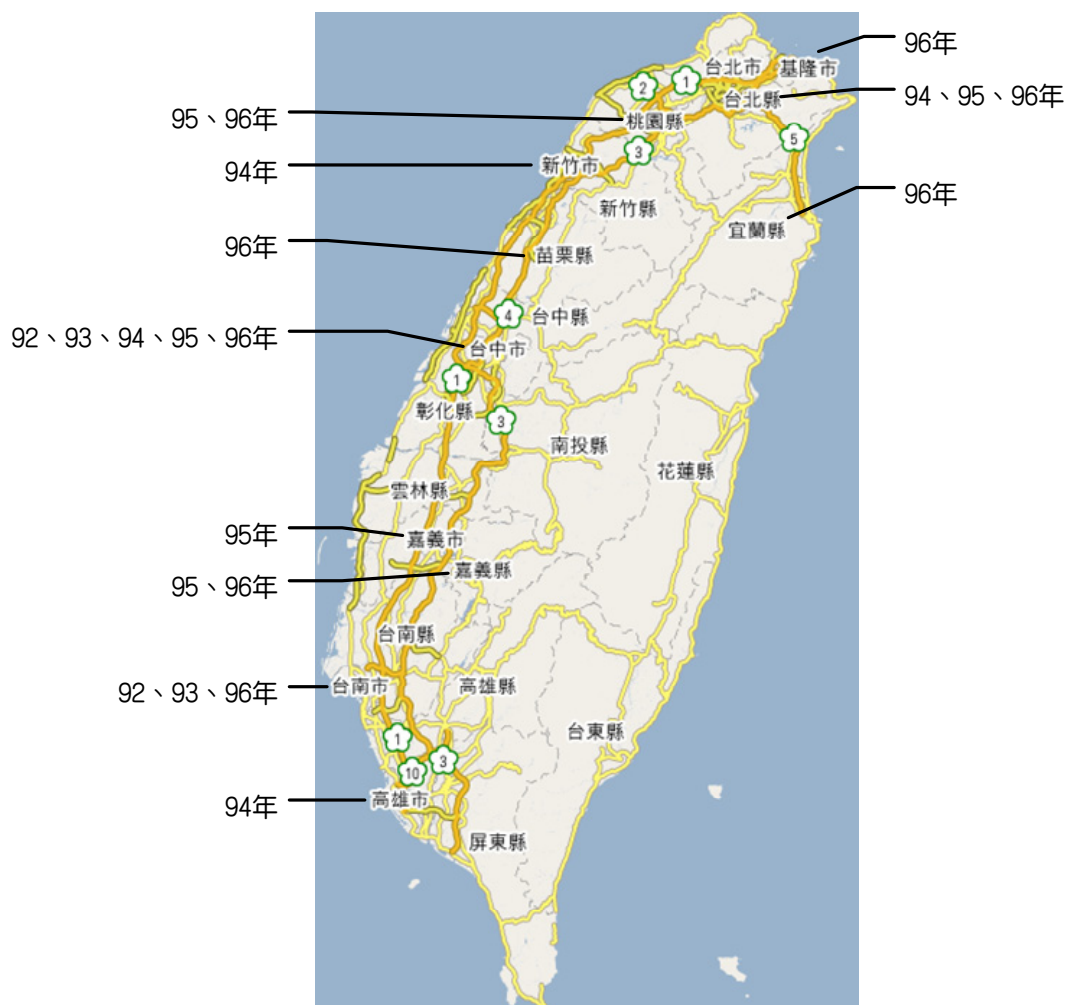 96年
台北市 基隆市
2 1
台北縣 94、95、96年
95、96年 桃園縣
5
3
94年 新竹市
96年
新竹縣
宜蘭縣
96年 苗栗縣
4 台中縣
92、93、94、95、96年
台中市
1
彰化縣
3
南投縣
花蓮縣
雲林縣
95年 嘉義市
95、96年 嘉義縣
台南縣
92、93、96年 台南市 高雄縣
台東縣
1
3
10
94年 高雄市
屏東縣